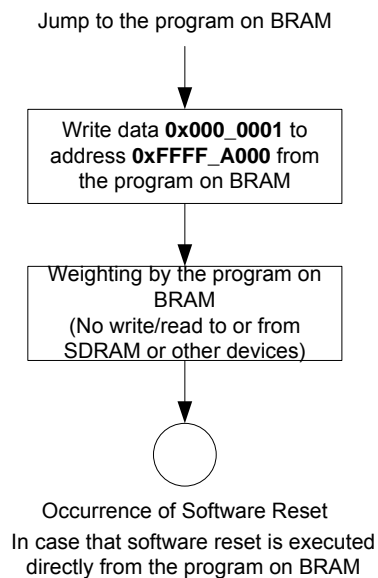 Jump to the program on BRAM
Write data 0x000_0001 to
address 0xFFFF_A000 from
the program on BRAM
Weighting by the program on
BRAM
(No write/read to or from
SDRAM or other devices)
Occurrence of Software Reset
In case that software reset is executed
directly from the program on BRAM